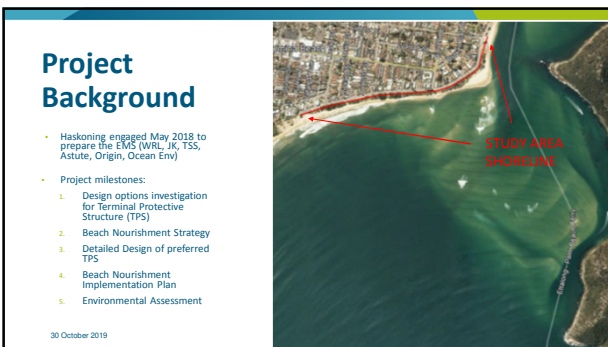 Project
Background
• Haskoning engaged May 2018 to
prepare the EMS (WRL, JK, TSS,
Astute, Origin, Ocean Env)
• Project milestones:
1. Design options investigation
for Terminal Protective
Structure (TPS)
2. Beach Nourishment Strategy
3. Detailed Design of preferred
TPS
4. Beach Nourishment
Implementation Plan
5. Environmental Assessment
30 October 2019
STUDY AREA
SHORELINE